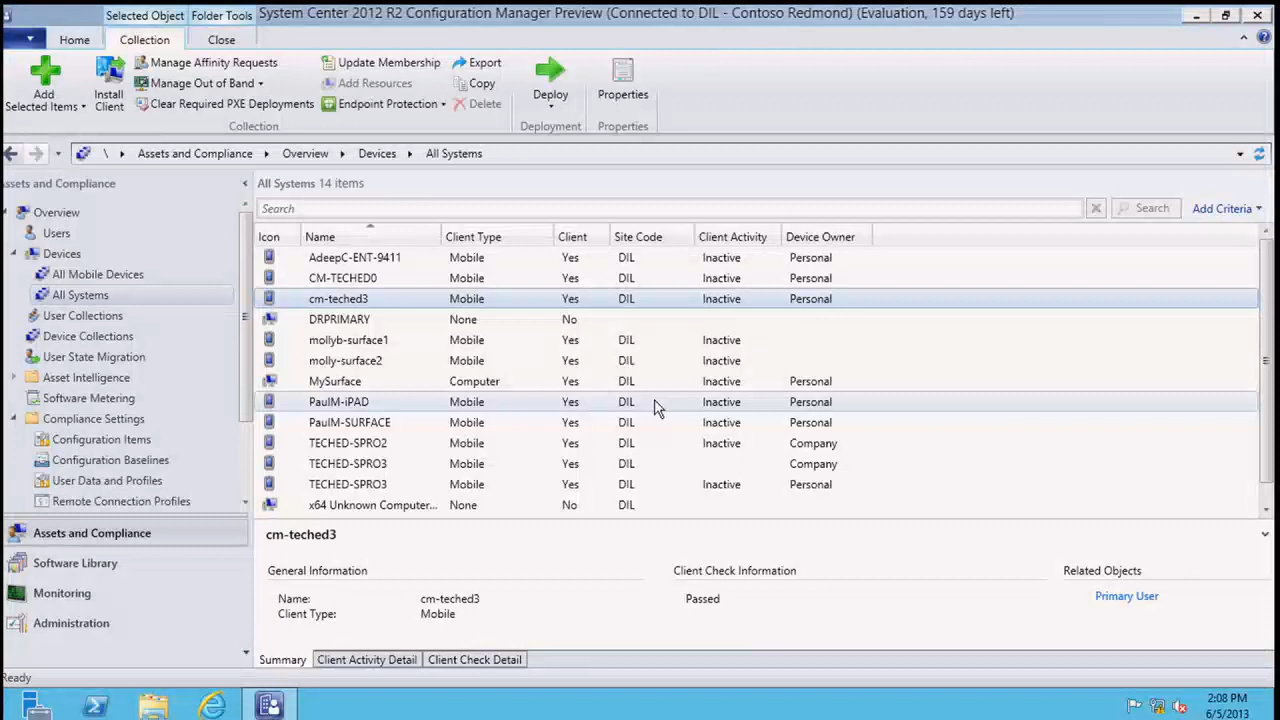 Selected Object Folder Tools System Center 2012 R2 Configuration Manager Preview (Connected to DIL - Contoso Redmond) (Evaluation, 159 days left)
Home Collection Close
Add Selected Items
Install Client
Manage Affinity Requests
Manage Out of Band
Clear Required PXE Deployments
Update Membership
Add Resources
Endpoint Protection
Export
Copy
Delete
Deploy
Properties
Collection Deployment Properties
\ Assets and Compliance Overview Devices All Systems
ssets and Compliance
Overview
Users
Devices
All Mobile Devices
All Systems
User Collections
Device Collections
User State Migration
Asset Intelligence
Software Metering
Compliance Settings
Configuration Items
Configuration Baselines
User Data and Profiles
Remote Connection Profiles
Assets and Compliance
Software Library
Monitoring
Administration
All Systems 14 items
Search Search Add Criteria
Icon Name Client Type Client Site Code Client Activity Device Owner
AdeepC-ENT-9411 Mobile Yes DIL Inactive Personal
CM-TECHED0 Mobile Yes DIL Inactive Personal
cm-teched3 Mobile Yes DIL Inactive Personal
DRPRIMARY None No
mollyb-surface1 Mobile Yes DIL Inactive
molly-surface2 Mobile Yes DIL Inactive
MySurface Computer Yes DIL Inactive Personal
PaulM-iPAD Mobile Yes DIL Inactive Personal
PaulM-SURFACE Mobile Yes DIL Inactive Personal
TECHED-SPRO2 Mobile Yes DIL Inactive Company
TECHED-SPRO3 Mobile Yes DIL Company
TECHED-SPRO3 Mobile Yes DIL Inactive Personal
x64 Unknown Computer... None No DIL
cm-teched3
General Information Client Check Information Related Objects
Name: cm-teched3 Passed Primary User
Client Type: Mobile
Summary Client Activity Detail Client Check Detail
Ready
2:08 PM
6/5/2013